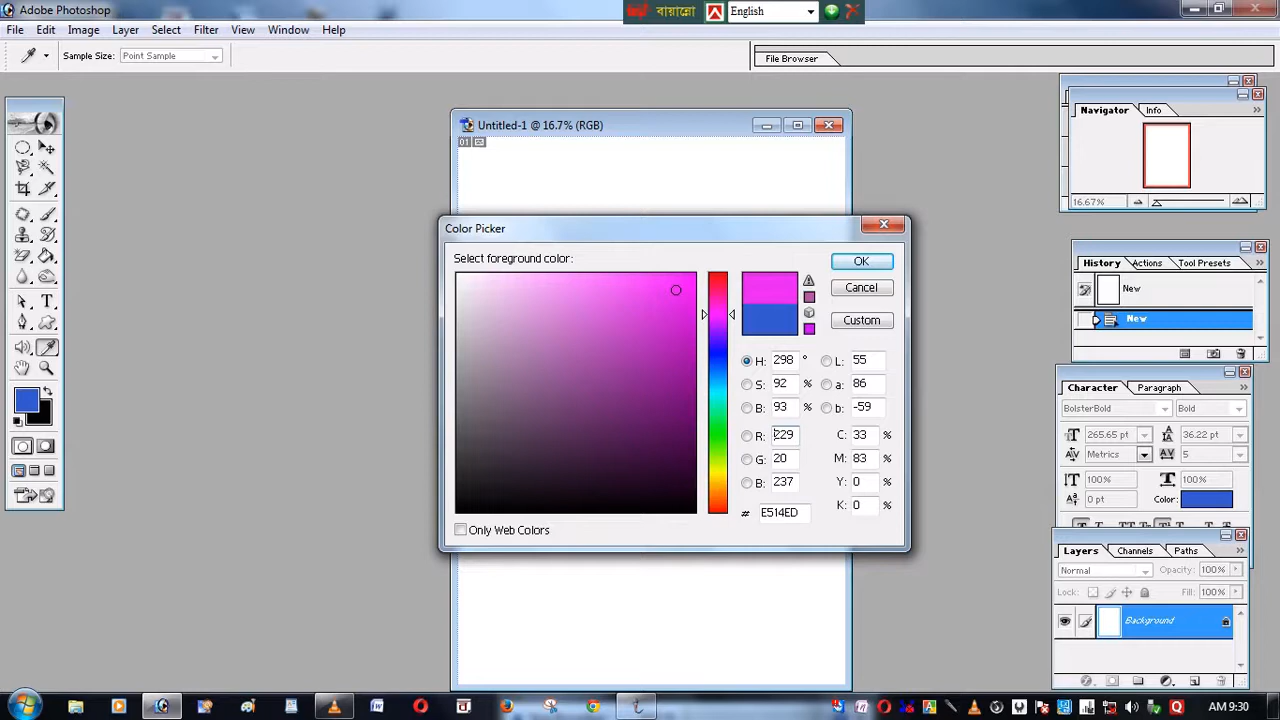 Adobe Photoshop
বায়ান্নো
English
File Edit Image Layer Select Filter View Window Help
Sample Size: Point Sample
File Browser
Untitled-1 @ 16.7% (RGB)
01
Navigator Info
16.67%
Color Picker
Select foreground color:
OK
Cancel
Custom
H: 298 °
S: 92 %
B: 93 %
R: 229
G: 20
B: 237
# E514ED
L: 55
a: 86
b: -59
C: 33 %
M: 83 %
Y: 0 %
K: 0 %
Only Web Colors
History Actions Tool Presets
New
New
Character Paragraph
BolsterBold Bold
265.65 pt 36.22 pt
Metrics 5
100% 100%
0 pt Color:
Layers Channels Paths
Normal Opacity: 100%
Lock: Fill: 100%
Background
AM 9:30